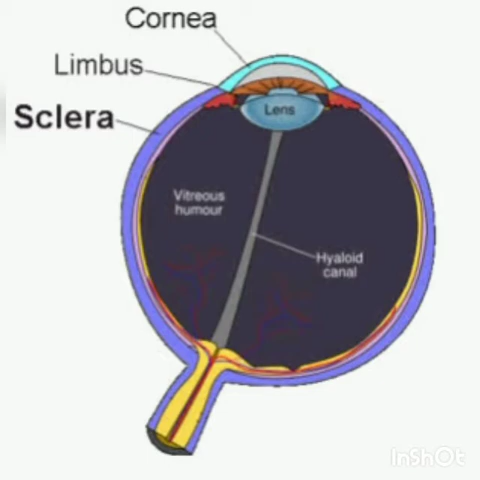 Cornea
Limbus
Sclera
Lens
Vitreous
humour
Hyaloid
canal
InShOt